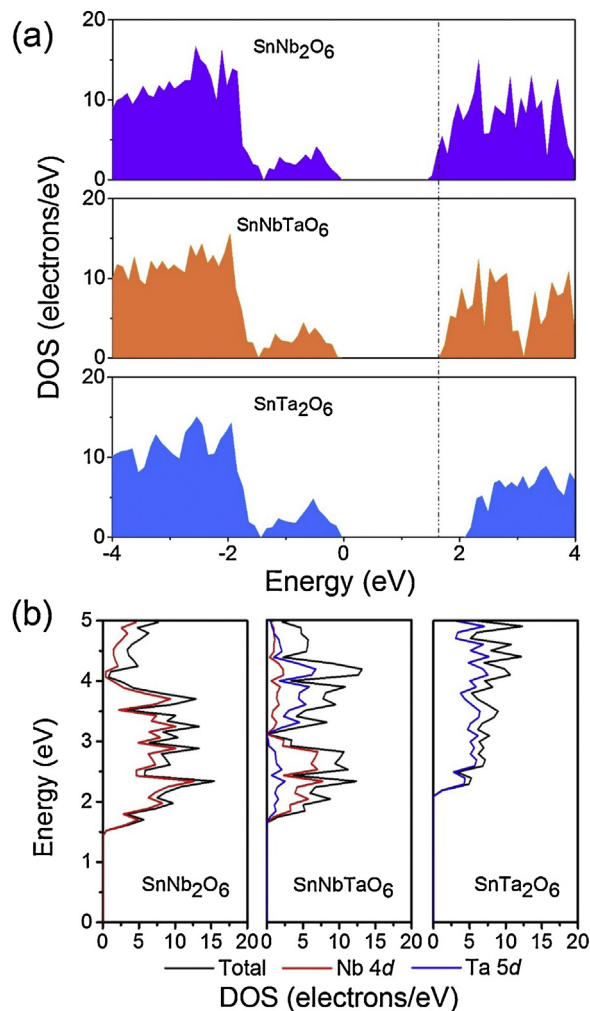 (a)
20
SnNb2O6
10
0
20
SnNbTaO6
10
0
20
SnTa2O6
10
0
DOS (electrons/eV)
-4 -2 0 2 4
Energy (eV)
(b)
5
4
3
2
1
0
Energy (eV)
SnNb2O6 SnNbTaO6 SnTa2O6
0 5 10 15 20 0 5 10 15 20 0 5 10 15 20
Total Nb 4d Ta 5d
DOS (electrons/eV)